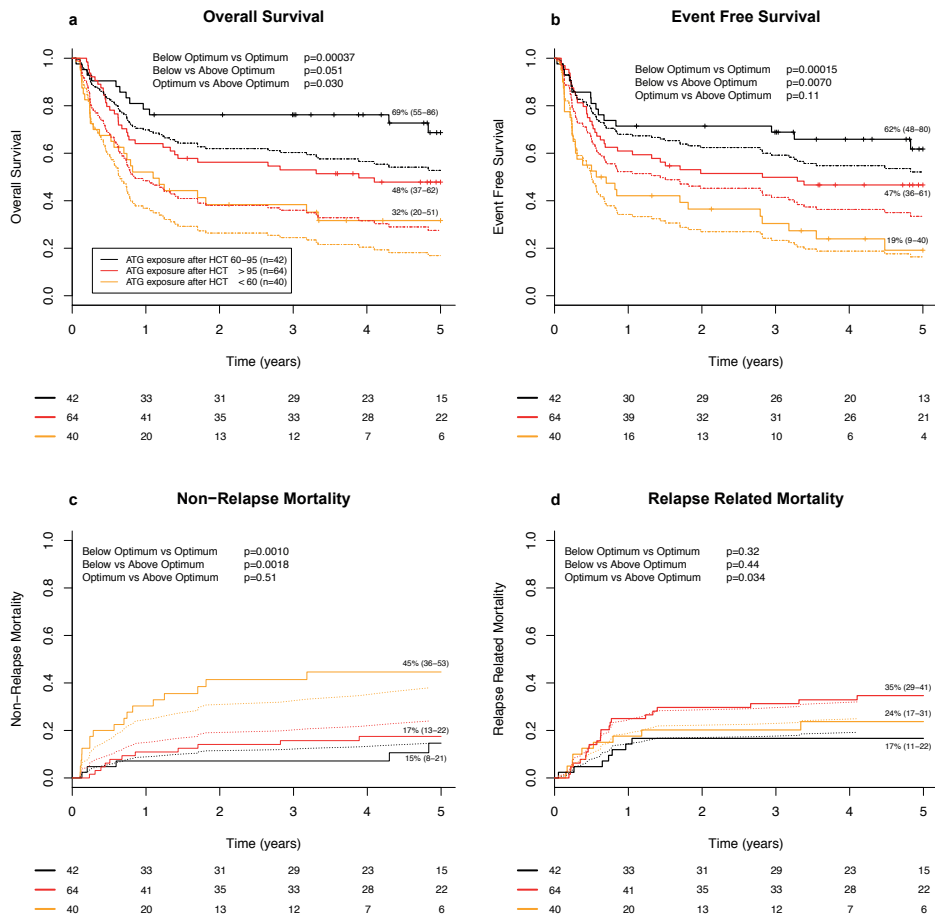 a Overall Survival
Below Optimum vs Optimum p=0.00037
Below vs Above Optimum p=0.051
Optimum vs Above Optimum p=0.030
Overall Survival
1.0
0.8
0.6
0.4
0.2
0.0
69% (55−86)
48% (37−62)
32% (20−51)
ATG exposure after HCT 60−95 (n=42)
ATG exposure after HCT >95 (n=64)
ATG exposure after HCT <60 (n=40)
0 1 2 3 4 5
Time (years)
42 33 31 29 23 15
64 41 35 33 28 22
40 20 13 12 7 6
b Event Free Survival
Below Optimum vs Optimum p=0.00015
Below vs Above Optimum p=0.0070
Optimum vs Above Optimum p=0.11
Event Free Survival
1.0
0.8
0.6
0.4
0.2
0.0
62% (48−80)
47% (36−61)
19% (9−40)
0 1 2 3 4 5
Time (years)
42 30 29 26 20 13
64 39 32 31 26 21
40 16 13 10 6 4
c Non−Relapse Mortality
Below Optimum vs Optimum p=0.0010
Below vs Above Optimum p=0.0018
Optimum vs Above Optimum p=0.51
Non−Relapse Mortality
1.0
0.8
0.6
0.4
0.2
0.0
45% (36−53)
17% (13−22)
15% (8−21)
0 1 2 3 4 5
Time (years)
42 33 31 29 23 15
64 41 35 33 28 22
40 20 13 12 7 6
d Relapse Related Mortality
Below Optimum vs Optimum p=0.32
Below vs Above Optimum p=0.44
Optimum vs Above Optimum p=0.034
Relapse Related Mortality
1.0
0.8
0.6
0.4
0.2
0.0
35% (29−41)
24% (17−31)
17% (11−22)
0 1 2 3 4 5
Time (years)
42 33 31 29 23 15
64 41 35 33 28 22
40 20 13 12 7 6